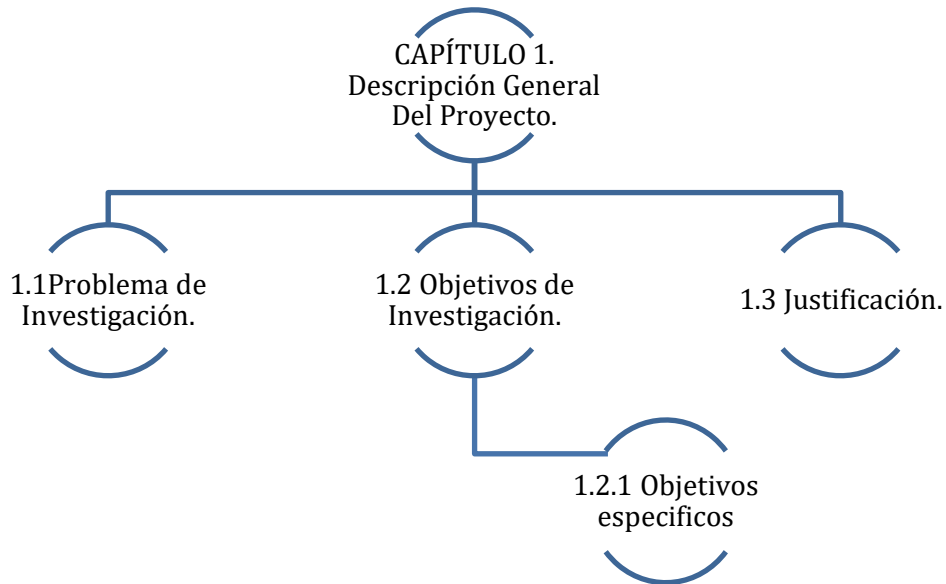 CAPÍTULO 1.
Descripción General
Del Proyecto.
1.1Problema de
Investigación.
1.2 Objetivos de
Investigación.
1.3 Justificación.
1.2.1 Objetivos
especificos